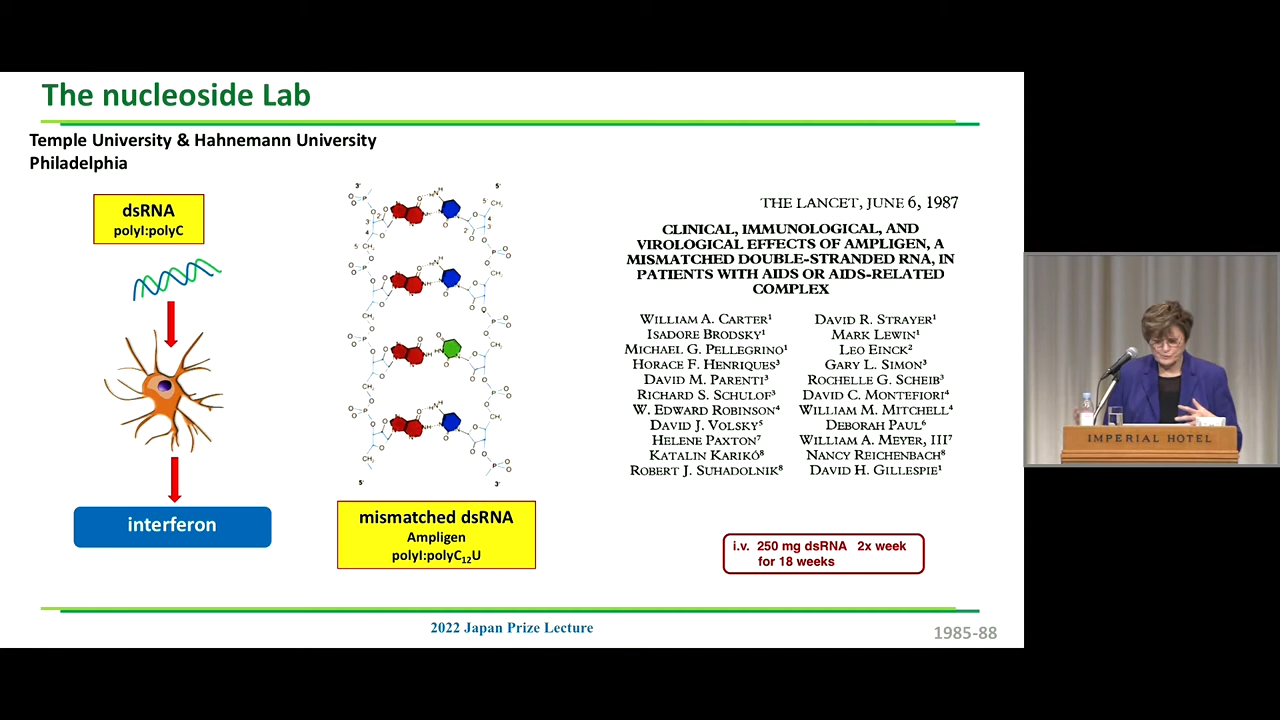 The nucleoside Lab
Temple University & Hahnemann University
Philadelphia
dsRNA
polyI:polyC
interferon
3'
5'
5'
3'
mismatched dsRNA
Ampligen
polyI:polyC12U
THE LANCET, JUNE 6, 1987
CLINICAL, IMMUNOLOGICAL, AND
VIROLOGICAL EFFECTS OF AMPLIGEN, A
MISMATCHED DOUBLE-STRANDED RNA, IN
PATIENTS WITH AIDS OR AIDS-RELATED
COMPLEX
WILLIAM A. CARTER¹ DAVID R. STRAYER¹
ISADORE BRODSKY¹ MARK LEWIN¹
MICHAEL G. PELLEGRINO¹ LEO EINCK²
HORACE F. HENRIQUES³ GARY L. SIMON³
DAVID M. PARENTI³ ROCHELLE G. SCHEIB³
RICHARD S. SCHULOF³ DAVID C. MONTEFIORI⁴
W. EDWARD ROBINSON⁴ WILLIAM M. MITCHELL⁴
DAVID J. VOLSKY⁵ DEBORAH PAUL⁶
HELENE PAXTON⁷ WILLIAM A. MEYER, III⁷
KATALIN KARIKÓ⁸ NANCY REICHENBACH⁸
ROBERT J. SUHADOLNIK⁸ DAVID H. GILLESPIE¹
i.v. 250 mg dsRNA 2x week
for 18 weeks
2022 Japan Prize Lecture
1985-88
IMPERIAL HOTEL